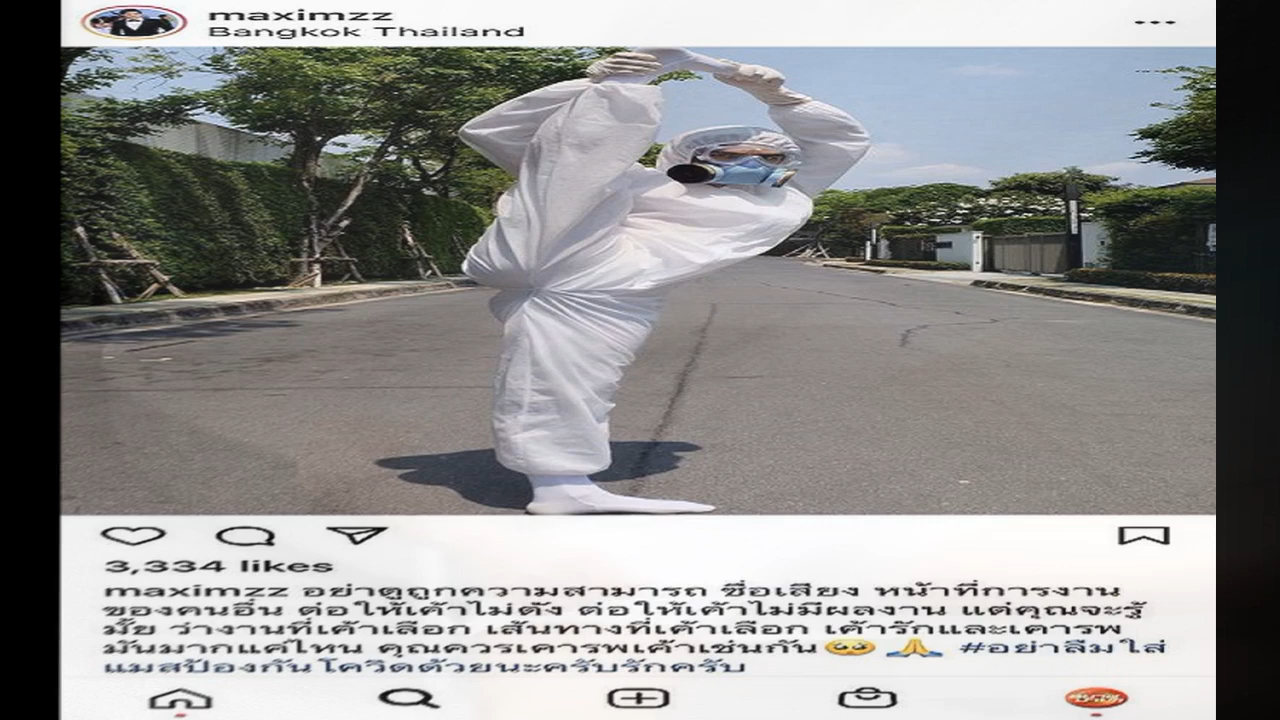 maximzz
Bangkok Thailand
3,334 likes
maximzz อย่าดูถูกความสามารถ ชื่อเสียง หน้าที่การงาน
ของคนอื่น ต่อให้เค้าไม่ดัง ต่อให้เค้าไม่มีผลงาน แต่คุณจะรู้
มั้ย ว่างานที่เค้าเลือก เส้นทางที่เค้าเลือก เค้ารักและเคารพ
มันมากแค่ไหน คุณควรเคารพเค้าเช่นกัน🥺🙏 #อย่าลืมใส่
แมสป้องกันโควิดด้วยนะครับรักครับ